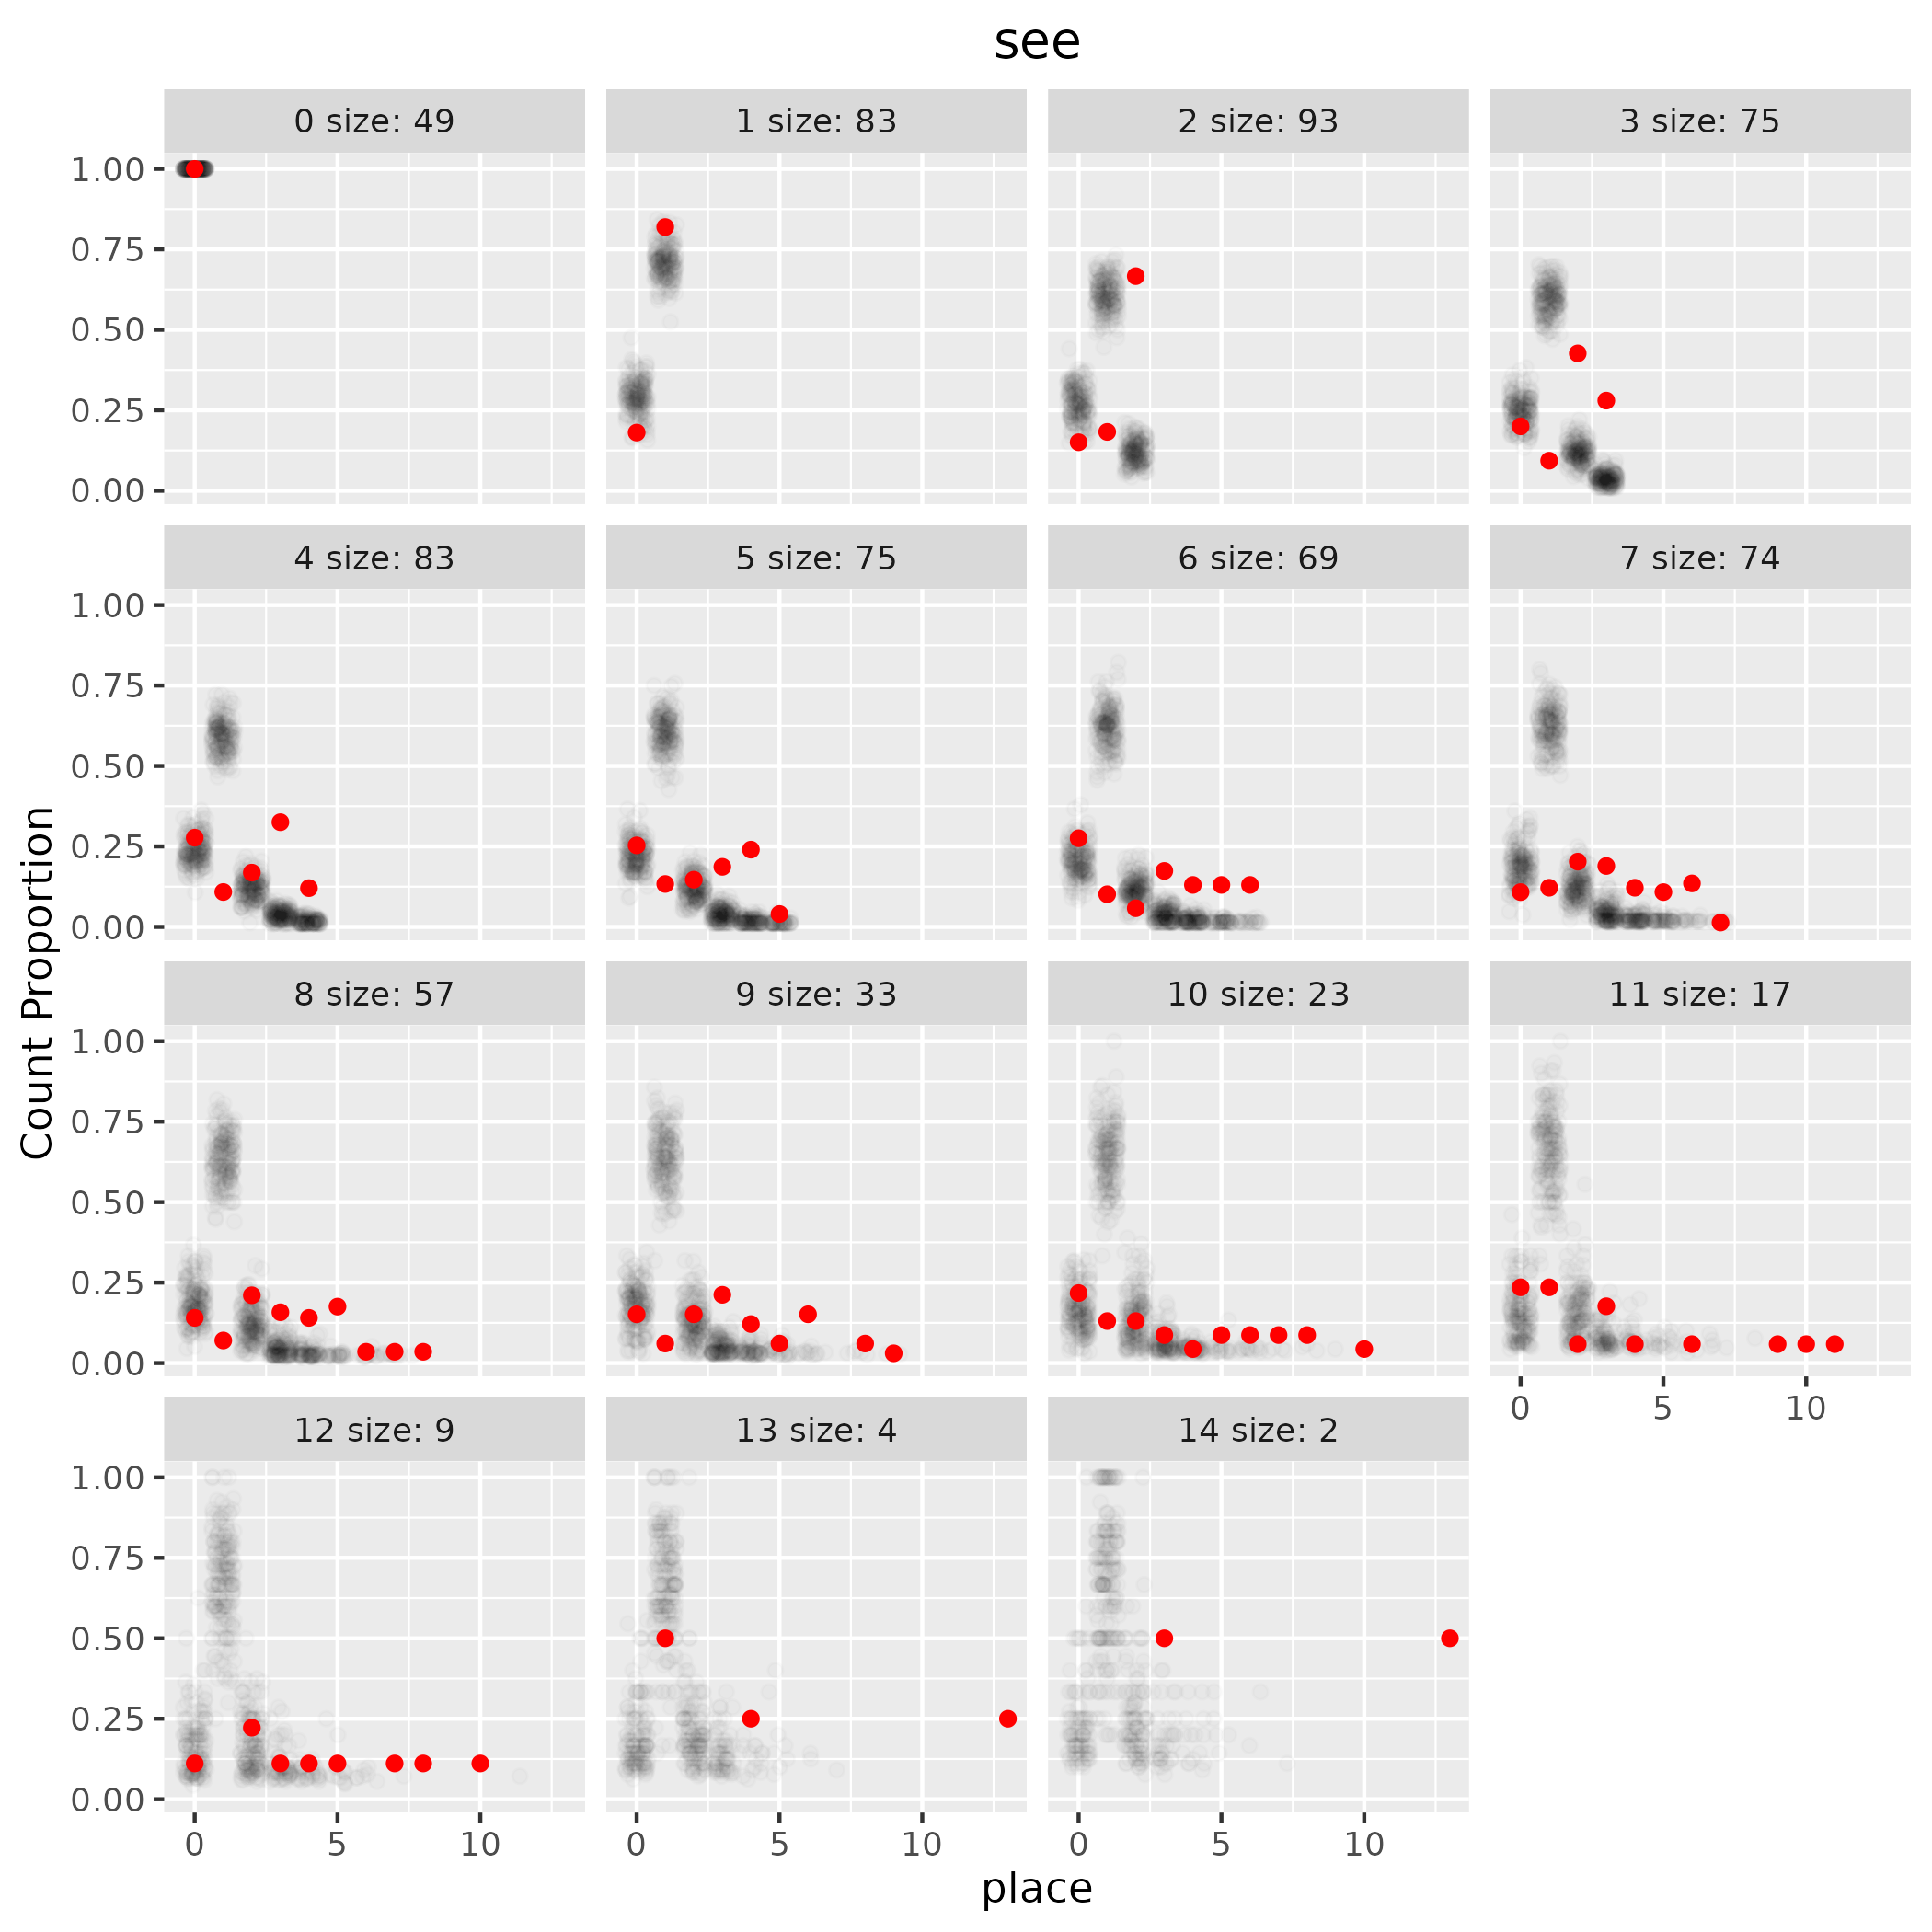 see
0 size: 49
1 size: 83
2 size: 93
3 size: 75
1.00
0.75
0.50
0.25
0.00
4 size: 83
5 size: 75
6 size: 69
7 size: 74
1.00
0.75
0.50
0.25
0.00
Count Proportion
8 size: 57
9 size: 33
10 size: 23
11 size: 17
1.00
0.75
0.50
0.25
0.00
0 5 10
12 size: 9
13 size: 4
14 size: 2
1.00
0.75
0.50
0.25
0.00
0 5 10
0 5 10
0 5 10
place